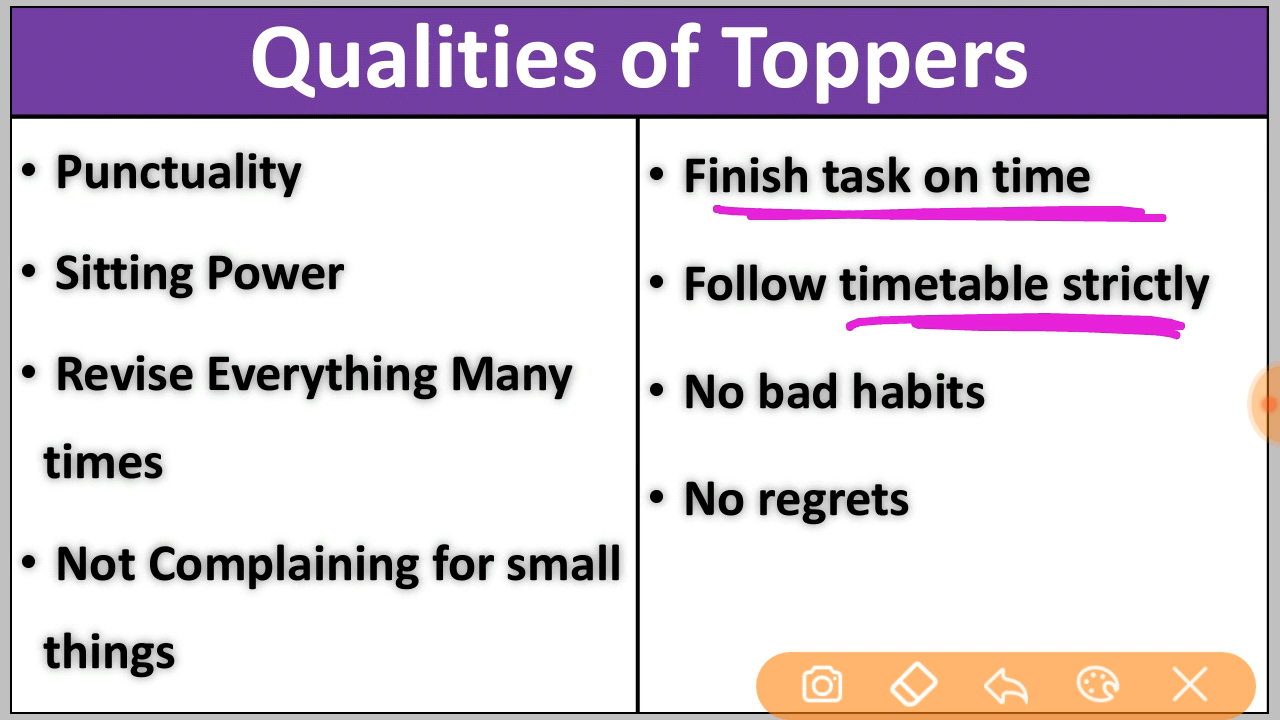 Qualities of Toppers
• Punctuality
• Sitting Power
• Revise Everything Many
times
• Not Complaining for small
things
• Finish task on time
• Follow timetable strictly
• No bad habits
• No regrets